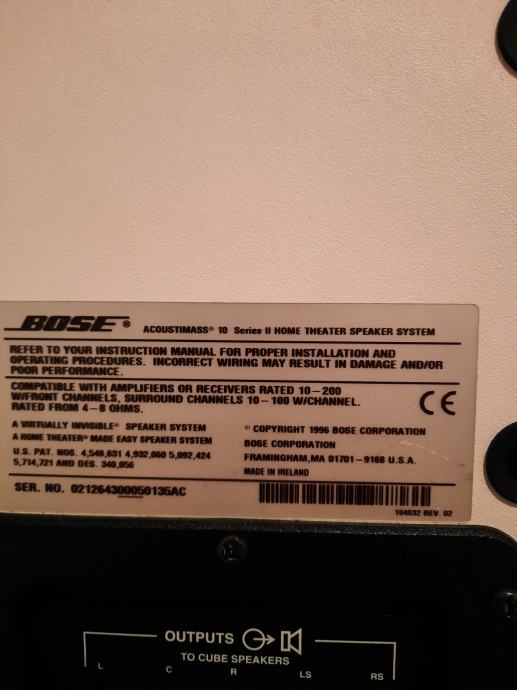 BOSE® ACOUSTIMASS® 10 Series II HOME THEATER SPEAKER SYSTEM
REFER TO YOUR INSTRUCTION MANUAL FOR PROPER INSTALLATION AND
OPERATING PROCEDURES. INCORRECT WIRING MAY RESULT IN DAMAGE AND/OR
POOR PERFORMANCE.
COMPATIBLE WITH AMPLIFIERS OR RECEIVERS RATED 10-200
W/FRONT CHANNELS, SURROUND CHANNELS 10-100 W/CHANNEL.
RATED FROM 4-8 OHMS.
CE
A VIRTUALLY INVISIBLE® SPEAKER SYSTEM
A HOME THEATER® MADE EASY SPEAKER SYSTEM
U.S. PAT. NOS. 4,549,631 4,932,060 5,092,424
5,714,721 AND DES. 340,056
© COPYRIGHT 1996 BOSE CORPORATION
BOSE CORPORATION
FRAMINGHAM,MA 01701-9168 U.S.A.
MADE IN IRELAND
SER. NO. 021264300050135AC
194632 REV. 02
OUTPUTS
TO CUBE SPEAKERS
L C R LS RS